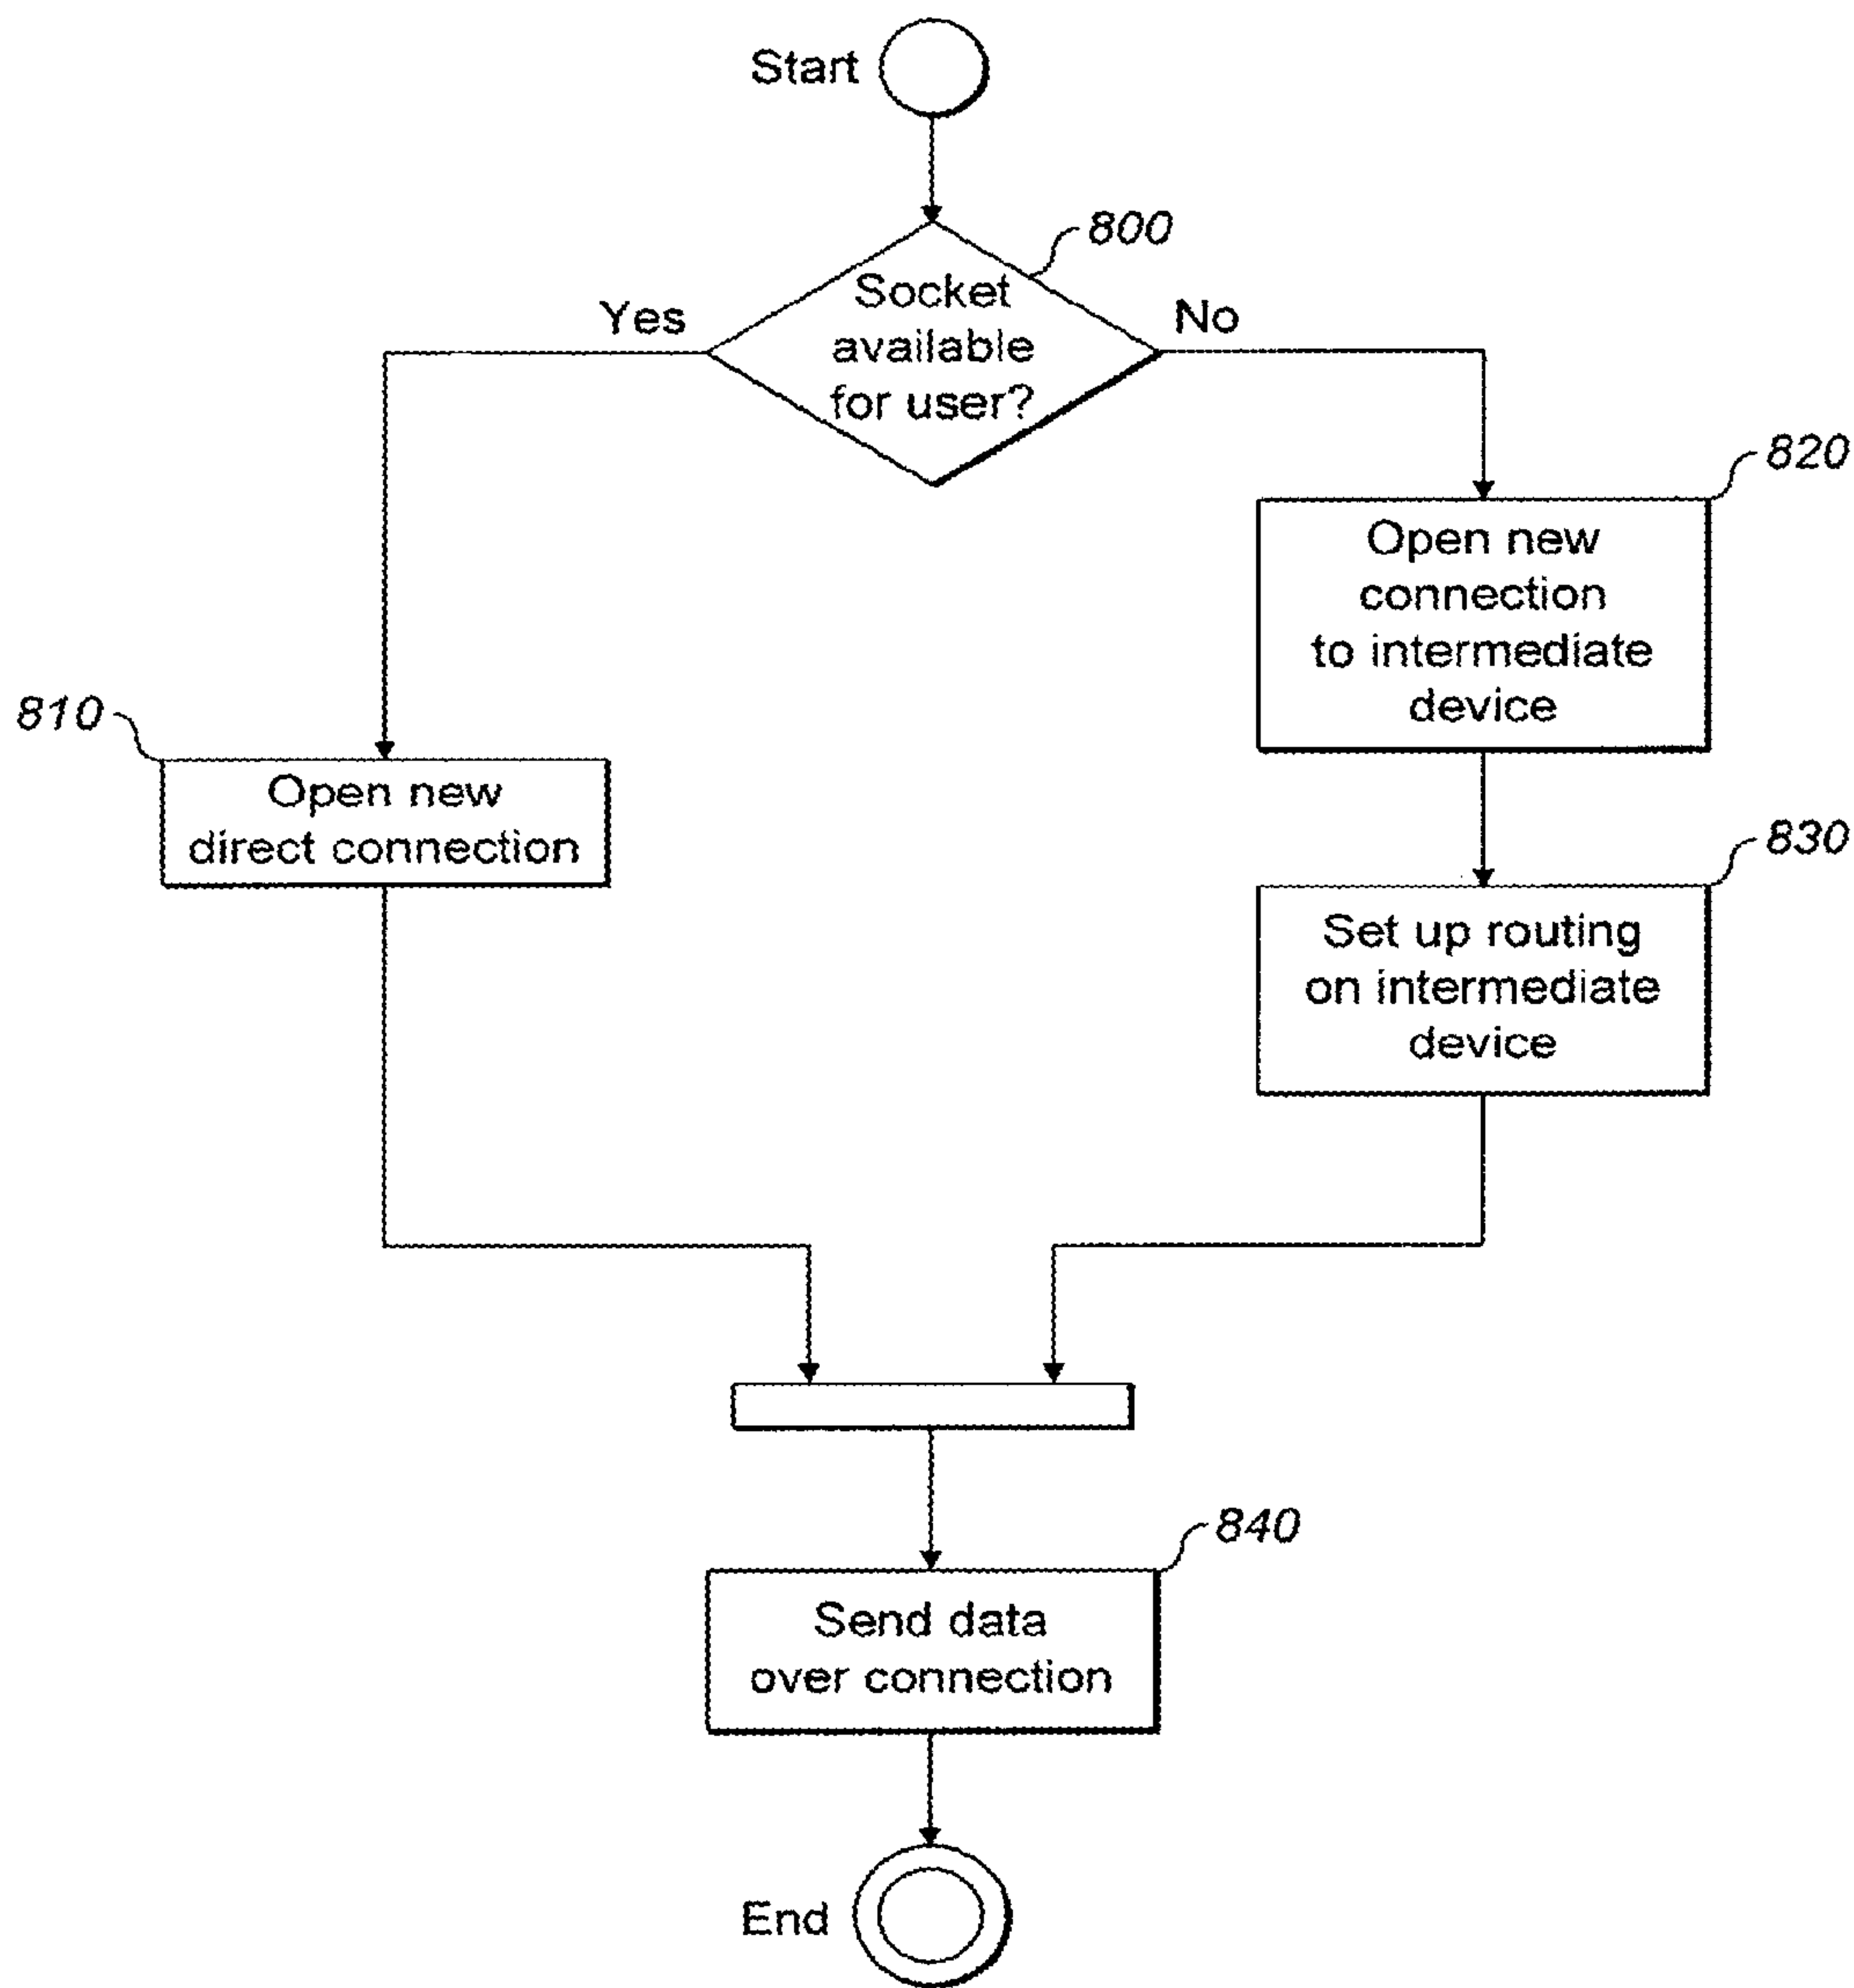 Start
800
Socket
available
for user?
Yes
No
820
Open new
connection
to intermediate
device
810
Open new
direct connection
830
Set up routing
on intermediate
device
840
Send data
over connection
End